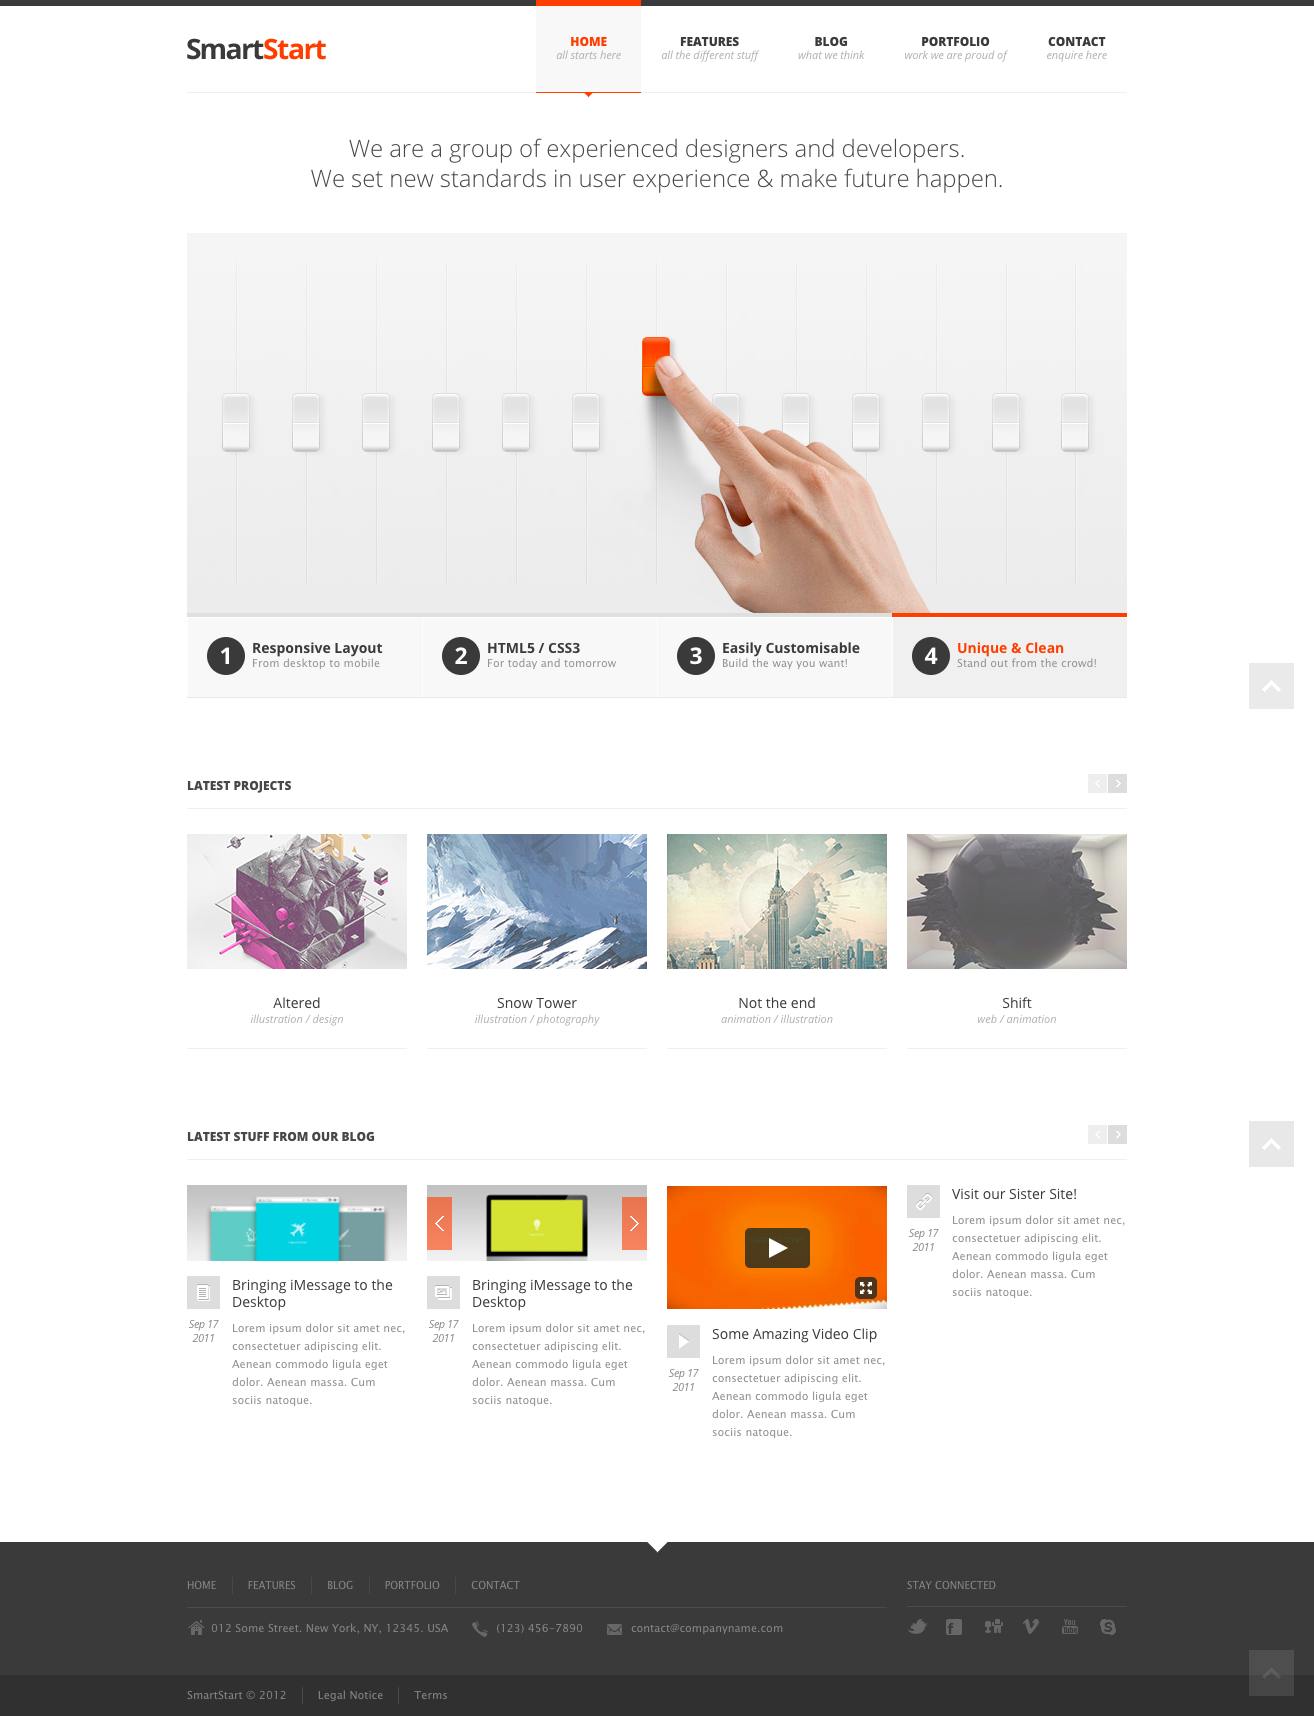 SmartStart
HOME
all starts here
FEATURES
all the different stuff
BLOG
what we think
PORTFOLIO
work we are proud of
CONTACT
enquire here
We are a group of experienced designers and developers.
We set new standards in user experience & make future happen.
1
Responsive Layout
From desktop to mobile
2
HTML5 / CSS3
For today and tomorrow
3
Easily Customisable
Build the way you want!
4
Unique & Clean
Stand out from the crowd!
LATEST PROJECTS
Altered
illustration / design
Snow Tower
illustration / photography
Not the end
animation / illustration
Shift
web / animation
LATEST STUFF FROM OUR BLOG
Sep 17
2011
Bringing iMessage to the
Desktop
Lorem ipsum dolor sit amet nec,
consectetuer adipiscing elit.
Aenean commodo ligula eget
dolor. Aenean massa. Cum
sociis natoque.
Sep 17
2011
Bringing iMessage to the
Desktop
Lorem ipsum dolor sit amet nec,
consectetuer adipiscing elit.
Aenean commodo ligula eget
dolor. Aenean massa. Cum
sociis natoque.
Sep 17
2011
Some Amazing Video Clip
Lorem ipsum dolor sit amet nec,
consectetuer adipiscing elit.
Aenean commodo ligula eget
dolor. Aenean massa. Cum
sociis natoque.
Sep 17
2011
Visit our Sister Site!
Lorem ipsum dolor sit amet nec,
consectetuer adipiscing elit.
Aenean commodo ligula eget
dolor. Aenean massa. Cum
sociis natoque.
HOME
FEATURES
BLOG
PORTFOLIO
CONTACT
STAY CONNECTED
012 Some Street. New York, NY, 12345. USA
(123) 456-7890
contact@companyname.com
You
SmartStart © 2012
Legal Notice
Terms